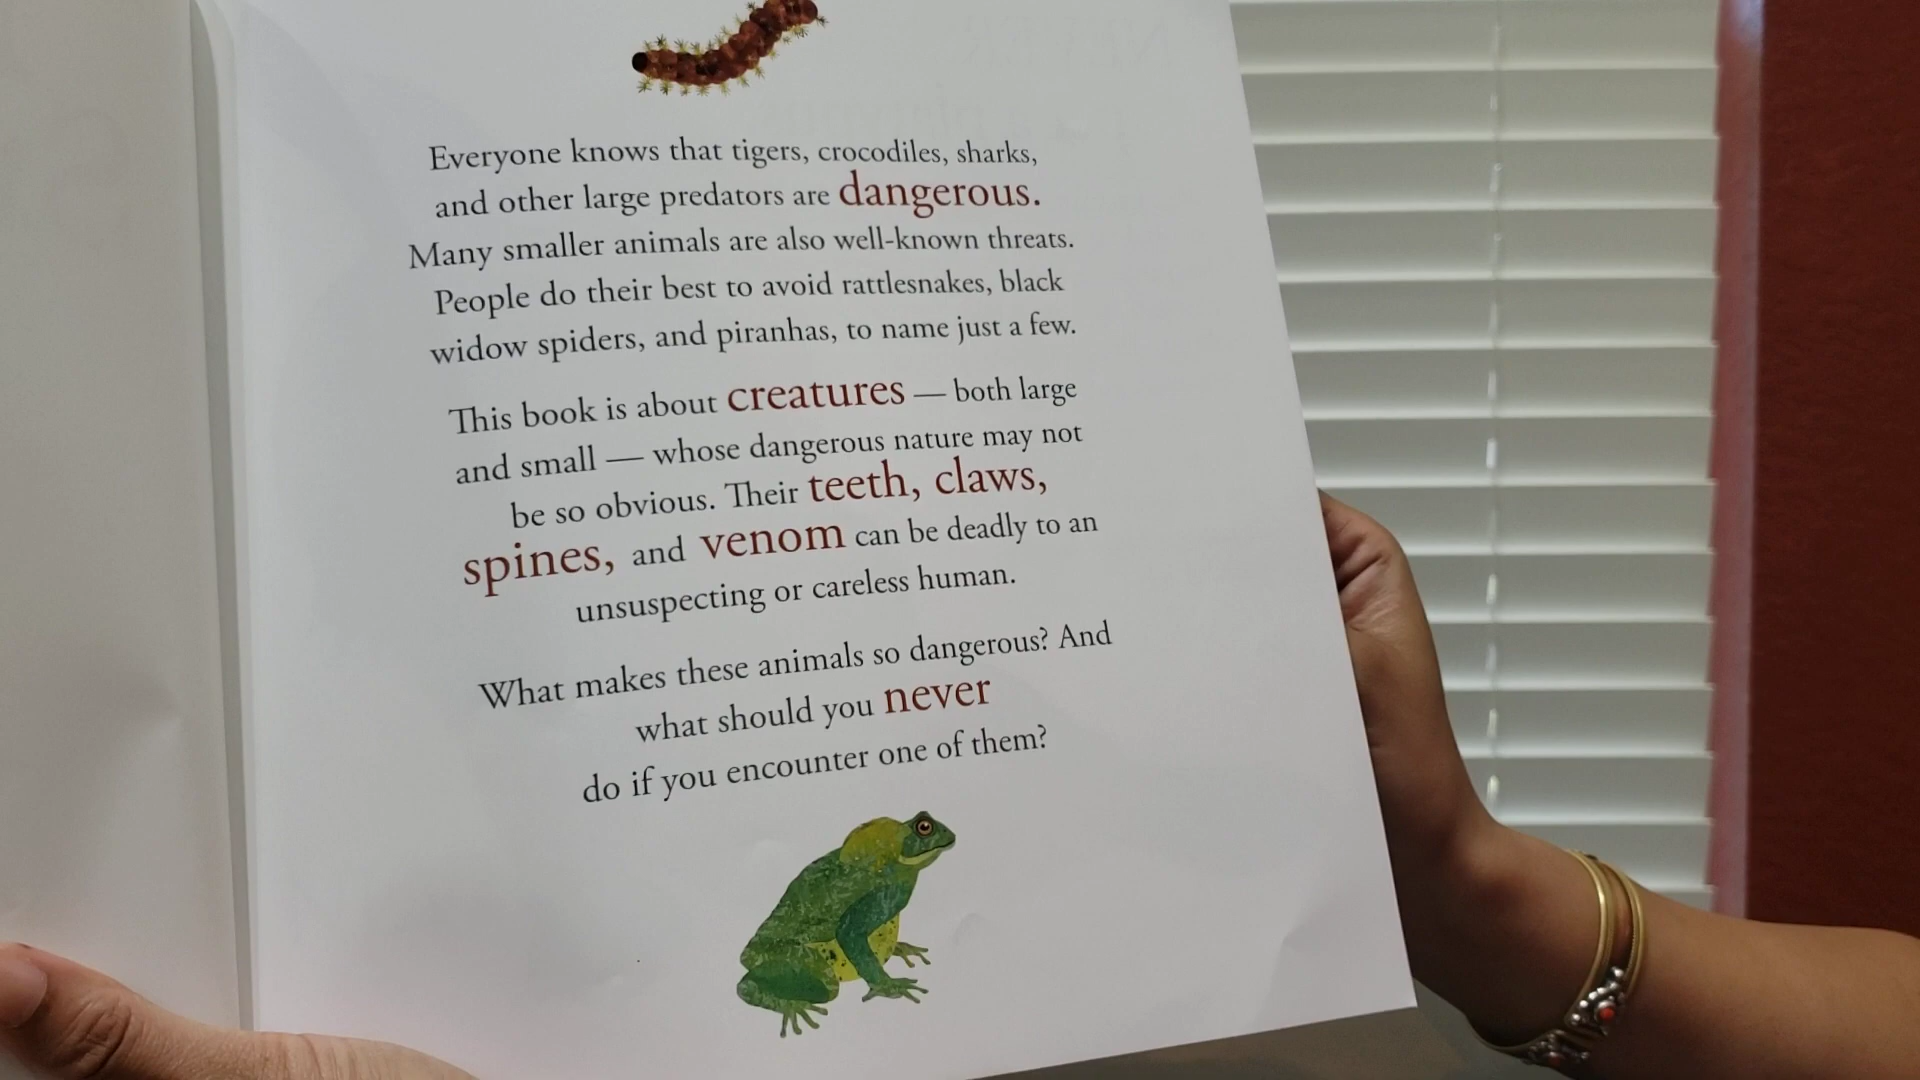 Everyone knows that tigers, crocodiles, sharks,
and other large predators are dangerous.
Many smaller animals are also well-known threats.
People do their best to avoid rattlesnakes, black
widow spiders, and piranhas, to name just a few.
This book is about creatures — both large
and small — whose dangerous nature may not
be so obvious. Their teeth, claws,
spines, and venom can be deadly to an
unsuspecting or careless human.
What makes these animals so dangerous? And
what should you never
do if you encounter one of them?